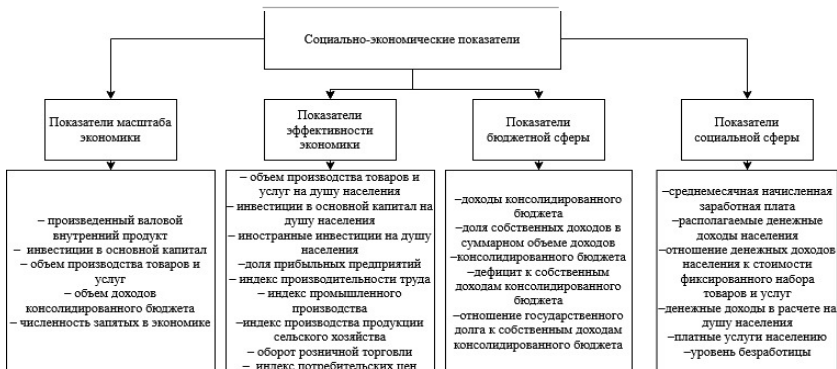 Социально-экономические показатели
Показатели масштаба
экономики
Показатели
эффективности
экономики
Показатели
бюджетной сферы
Показатели
социальной сферы
– произведенный валовой
внутренний продукт
– инвестиции в основной капитал
– объем производства товаров и
услуг
– объем доходов
консолидированного бюджета
– численность запятых в экономике
– объем производства товаров и
услуг на душу населения
– инвестиции в основной капитал на
душу населения
–иностранные инвестиции на душу
населения
–доля прибыльных предприятий
– индекс производительности труда
– индекс промышленного
производства
–индекс производства продукции
сельского хозяйства
– оборот розничной торговли
– индекс потребительских цен
–доходы консолидированного
бюджета
–доля собственных доходов в
суммарном объеме доходов
–консолидированного бюджета
–дефицит к собственным
доходам консолидированного
бюджета
–отношение государственного
долга к собственным доходам
консолидированного бюджета
–среднемесячная начисленная
заработная плата
–располагаемые денежные
доходы населения
–отношение денежных доходов
населения к стоимости
фиксированного набора
товаров и услуг
–денежные доходы в расчете на
душу населения
–платные услуги населению
–уровень безработицы